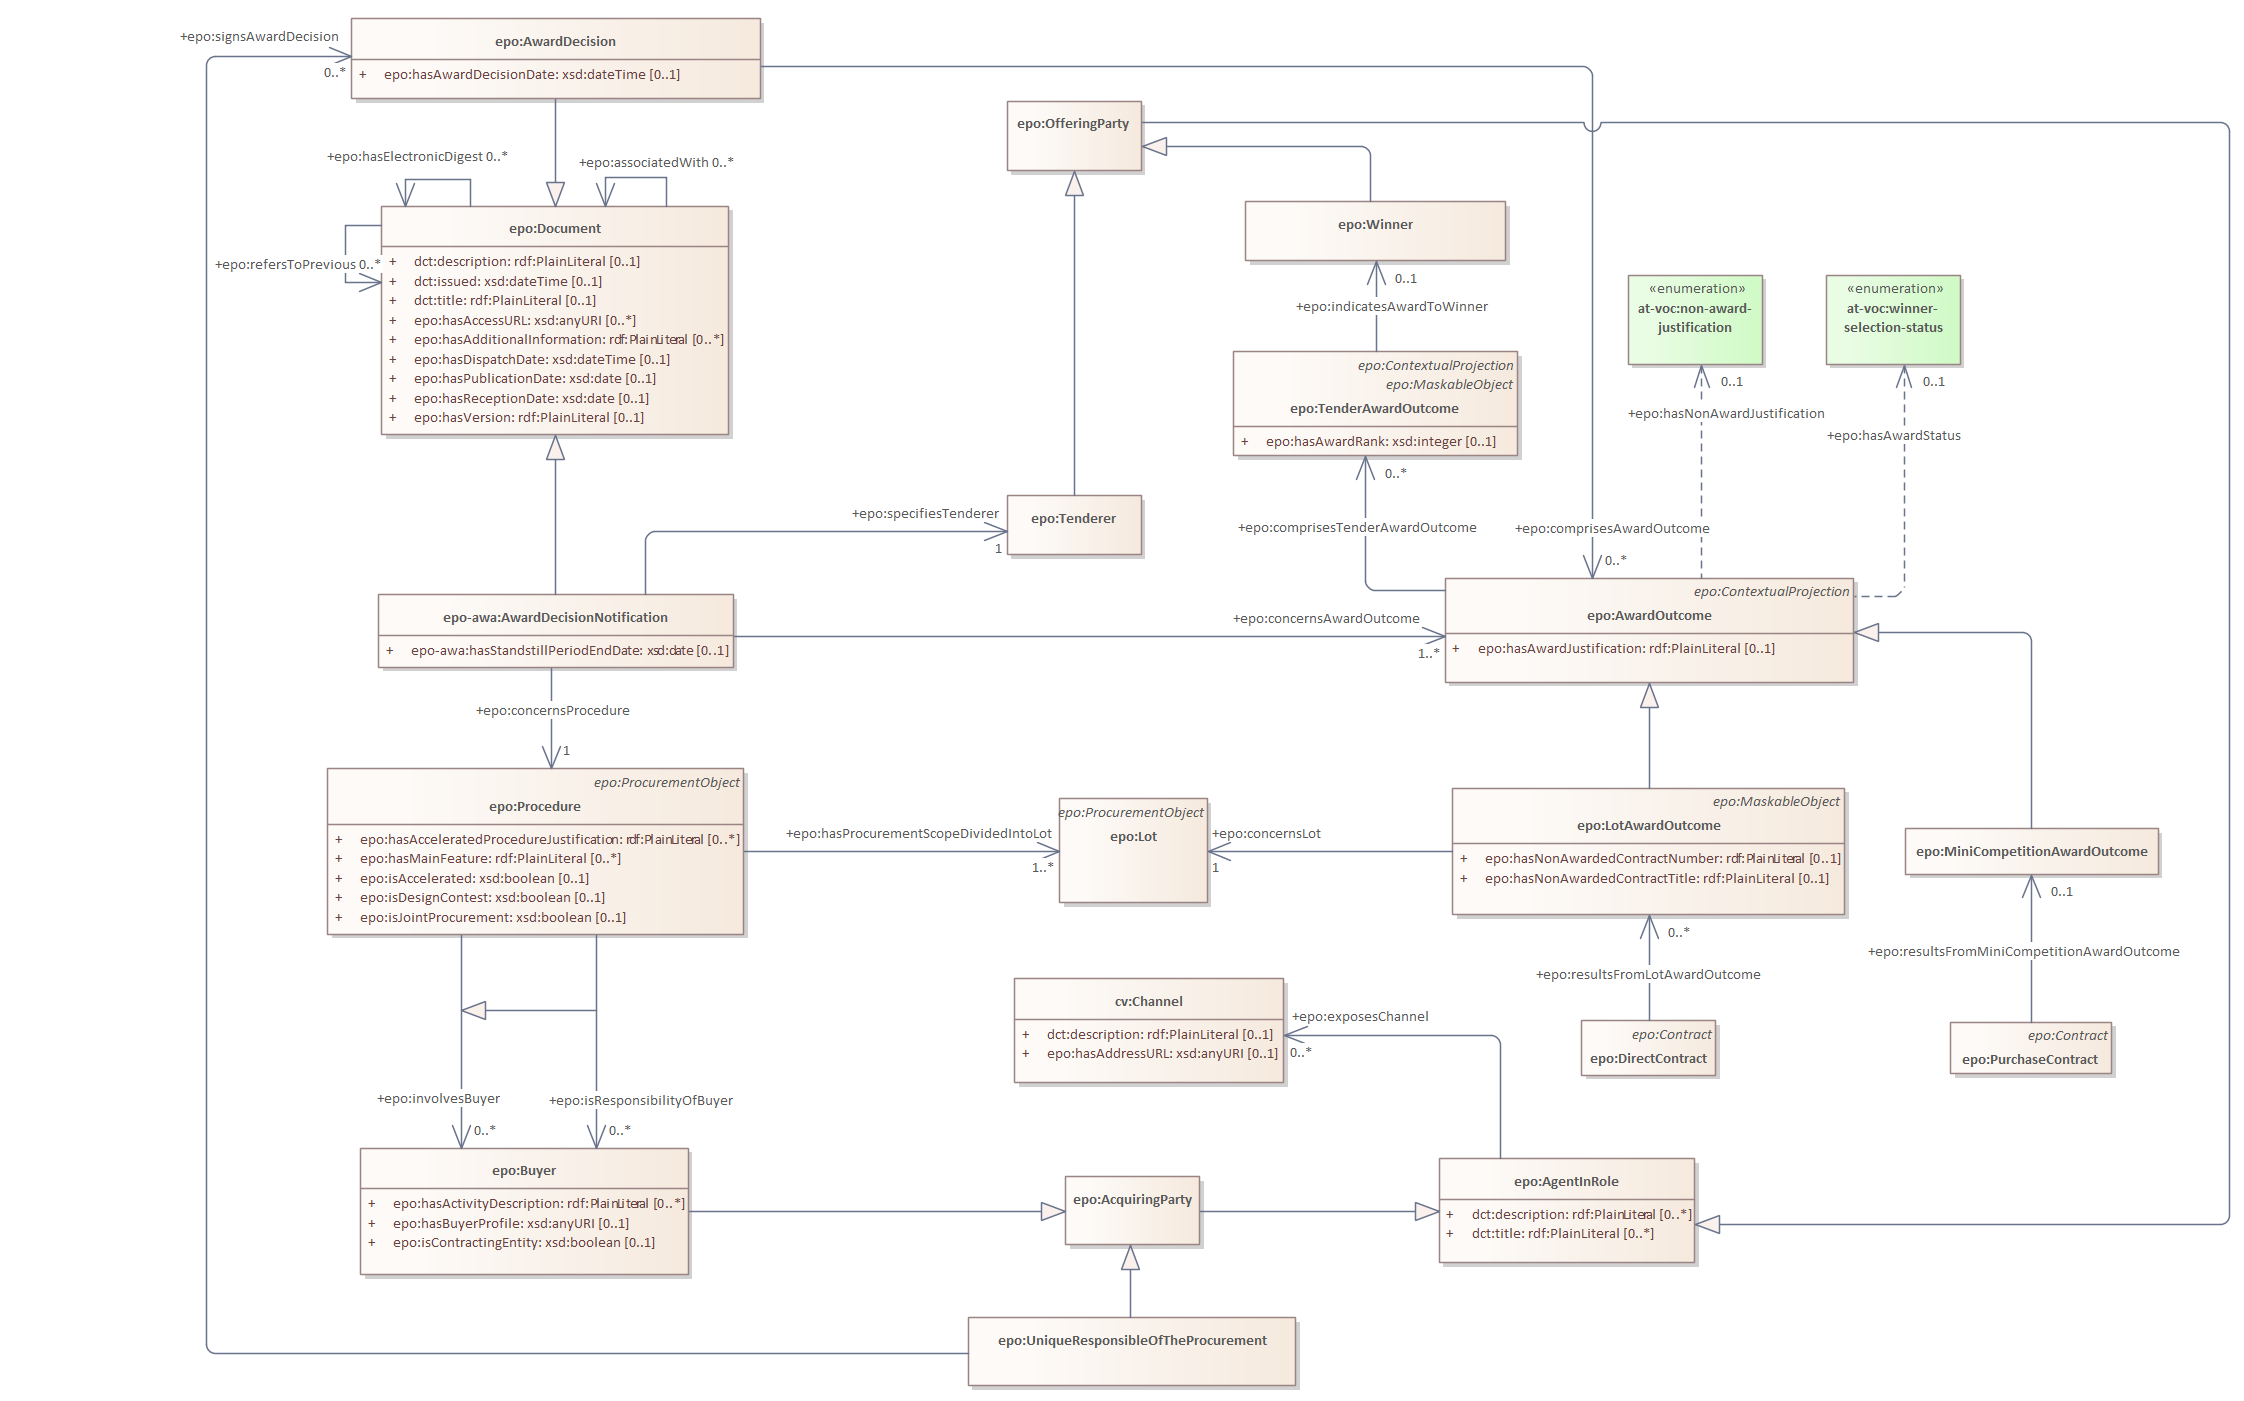 +epo:signsAwardDecision
0..*
epo:AwardDecision
+ epo:hasAwardDecisionDate: xsd:dateTime [0..1]
epo:OfferingParty
+epo:hasElectronicDigest 0..*
+epo:associatedWith 0..*
epo:Document
+epo:refersToPrevious 0..*
+ dct:description: rdf:PlainLiteral [0..1]
+ dct:issued: xsd:dateTime [0..1]
+ dct:title: rdf:PlainLiteral [0..1]
+ epo:hasAccessURL: xsd:anyURI [0..*]
+ epo:hasAdditionalInformation: rdf:PlainLiteral [0..*]
+ epo:hasDispatchDate: xsd:dateTime [0..1]
+ epo:hasPublicationDate: xsd:date [0..1]
+ epo:hasReceptionDate: xsd:date [0..1]
+ epo:hasVersion: rdf:PlainLiteral [0..1]
epo:Winner
0..1
+epo:indicatesAwardToWinner
epo:ContextualProjection
epo:MaskableObject
epo:TenderAwardOutcome
+ epo:hasAwardRank: xsd:integer [0..1]
0..*
+epo:comprisesTenderAwardOutcome
«enumeration»
at-voc:non-award-
justification
0..1
+epo:hasNonAwardJustification
«enumeration»
at-voc:winner-
selection-status
0..1
+epo:hasAwardStatus
+epo:comprisesAwardOutcome
0..*
+epo:specifiesTenderer
1
epo:Tenderer
epo-awa:AwardDecisionNotification
+ epo-awa:hasStandstillPeriodEndDate: xsd:date [0..1]
+epo:concernsAwardOutcome
1..*
epo:ContextualProjection
epo:AwardOutcome
+ epo:hasAwardJustification: rdf:PlainLiteral [0..1]
+epo:concernsProcedure
1
epo:ProcurementObject
epo:Procedure
+ epo:hasAcceleratedProcedureJustification: rdf:PlainLiteral [0..*]
+ epo:hasMainFeature: rdf:PlainLiteral [0..*]
+ epo:isAccelerated: xsd:boolean [0..1]
+ epo:isDesignContest: xsd:boolean [0..1]
+ epo:isJointProcurement: xsd:boolean [0..1]
+epo:hasProcurementScopeDividedIntoLot
1..*
epo:ProcurementObject
epo:Lot
+epo:concernsLot
1
epo:MaskableObject
epo:LotAwardOutcome
+ epo:hasNonAwardedContractNumber: rdf:PlainLiteral [0..1]
+ epo:hasNonAwardedContractTitle: rdf:PlainLiteral [0..1]
epo:MiniCompetitionAwardOutcome
0..1
+epo:resultsFromMiniCompetitionAwardOutcome
0..*
+epo:resultsFromLotAwardOutcome
epo:Contract
epo:DirectContract
epo:Contract
epo:PurchaseContract
cv:Channel
+ dct:description: rdf:PlainLiteral [0..1]
+ epo:hasAddressURL: xsd:anyURI [0..1]
+epo:exposesChannel
0..*
+epo:involvesBuyer
0..*
+epo:isResponsibilityOfBuyer
0..*
epo:Buyer
+ epo:hasActivityDescription: rdf:PlainLiteral [0..*]
+ epo:hasBuyerProfile: xsd:anyURI [0..1]
+ epo:isContractingEntity: xsd:boolean [0..1]
epo:AcquiringParty
epo:AgentInRole
+ dct:description: rdf:PlainLiteral [0..*]
+ dct:title: rdf:PlainLiteral [0..*]
epo:UniqueResponsibleOfTheProcurement